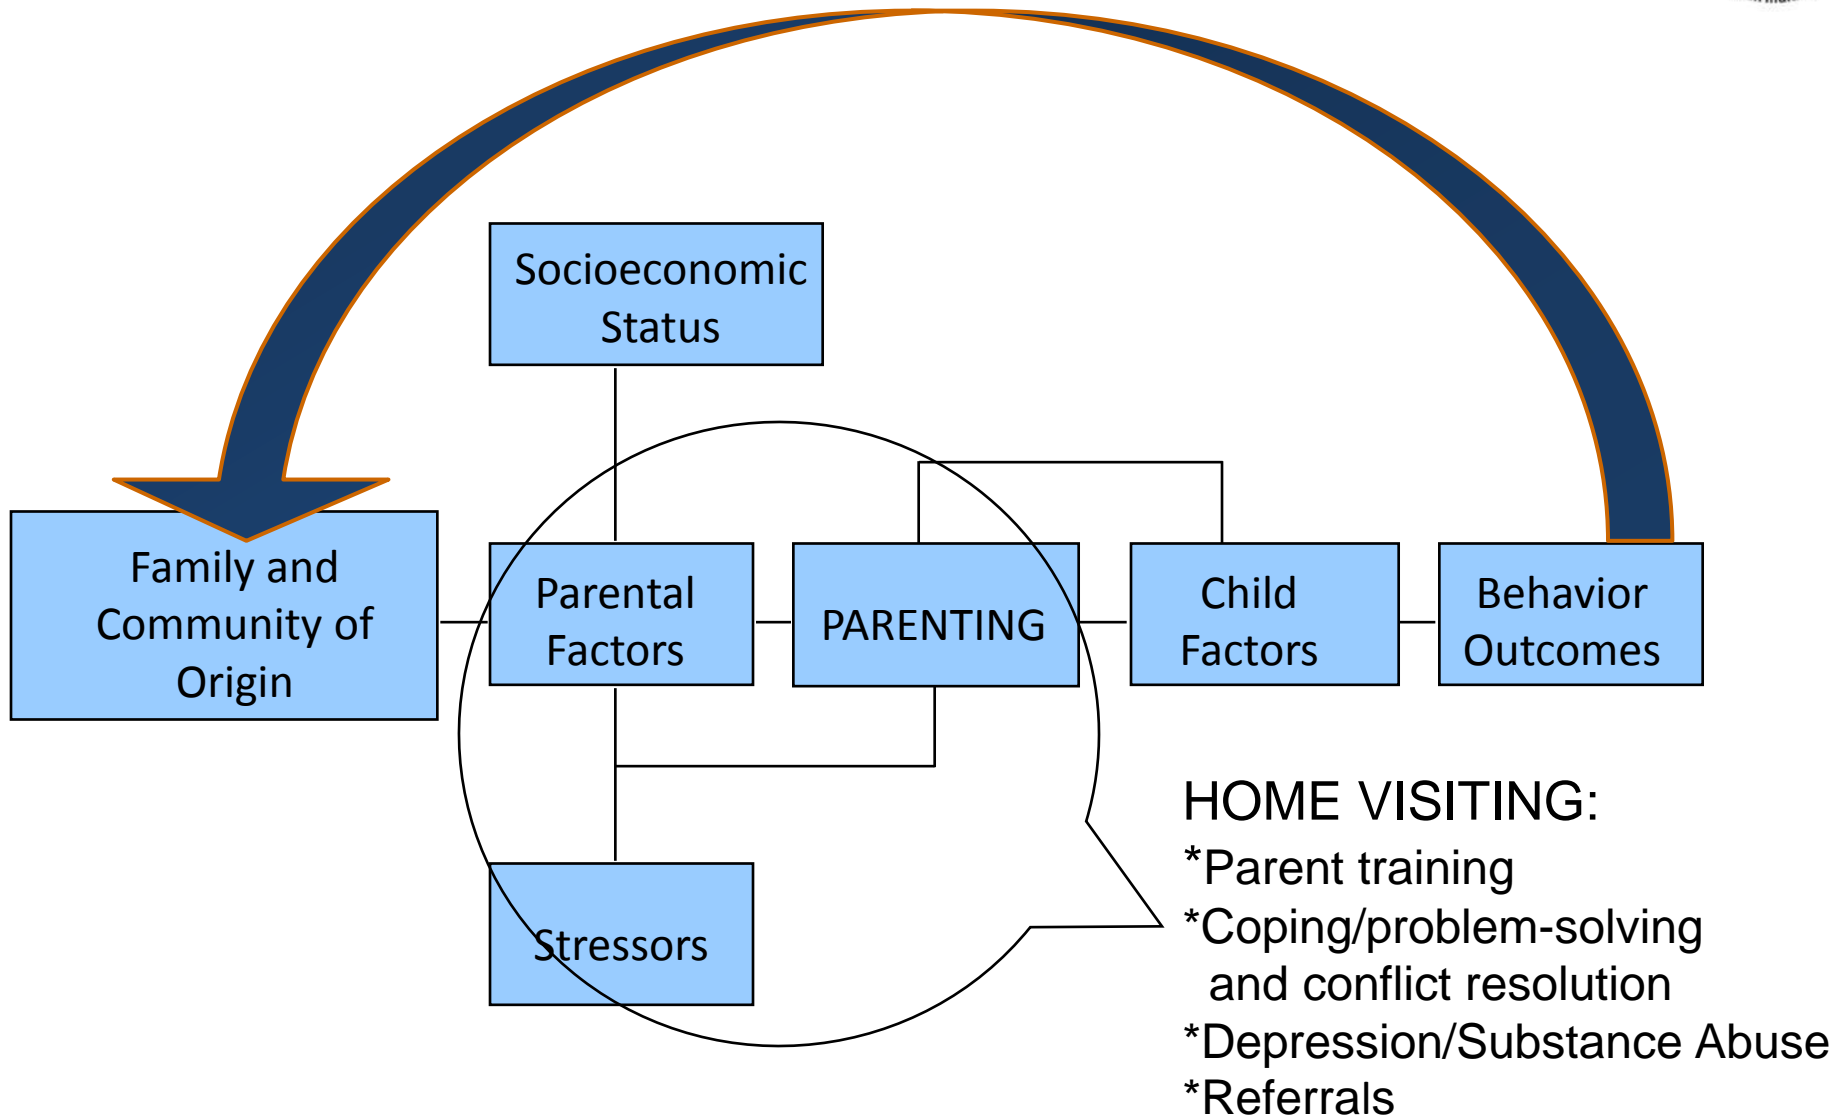 Socioeconomic
Status
Family and
Community of
Origin
Parental
Factors
PARENTING
Child
Factors
Behavior
Outcomes
Stressors
HOME VISITING:
*Parent training
*Coping/problem-solving
and conflict resolution
*Depression/Substance Abuse
*Referrals